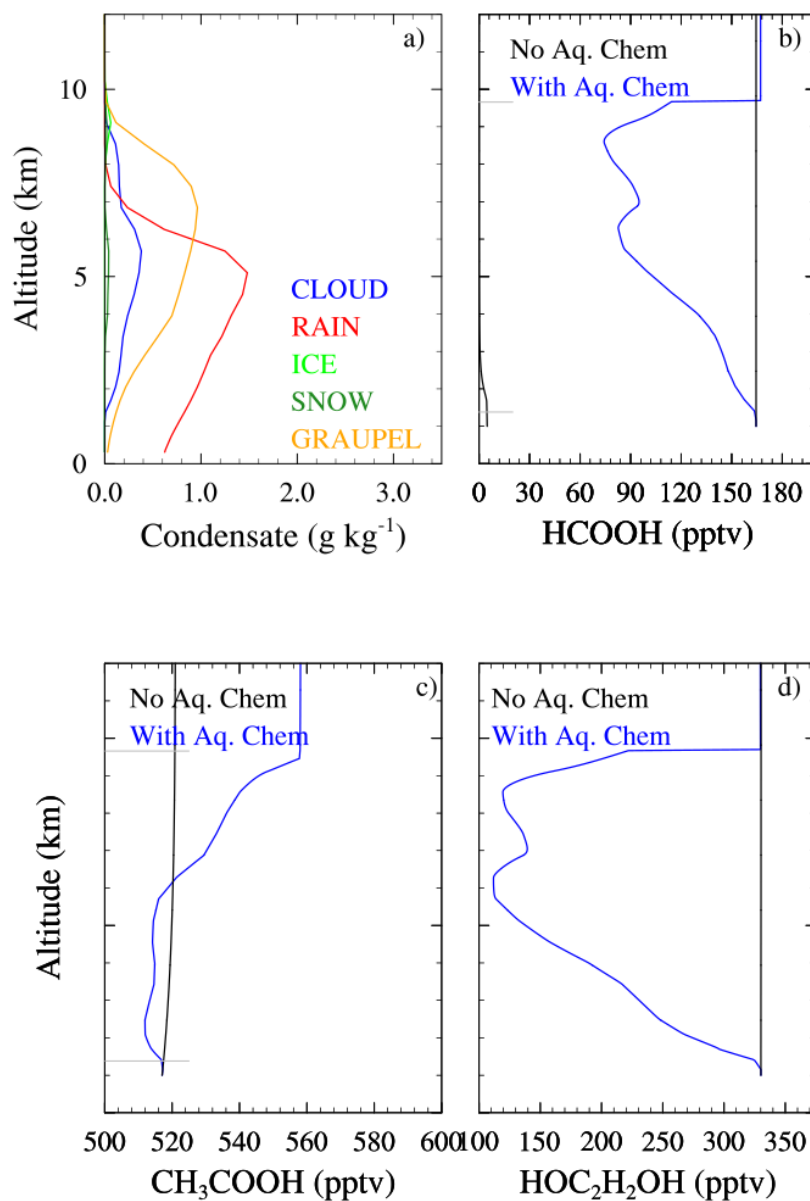 a)
10
5
0
Altitude (km)
CLOUD
RAIN
ICE
SNOW
GRAUPEL
0.0 1.0 2.0 3.0
Condensate (g kg-1)
b)
No Aq. Chem
With Aq. Chem
0 30 60 90 120 150 180
HCOOH (pptv)
c)
No Aq. Chem
With Aq. Chem
Altitude (km)
500 520 540 560 580 600
CH3COOH (pptv)
d)
No Aq. Chem
With Aq. Chem
100 150 200 250 300 350
HOC2H2OH (pptv)